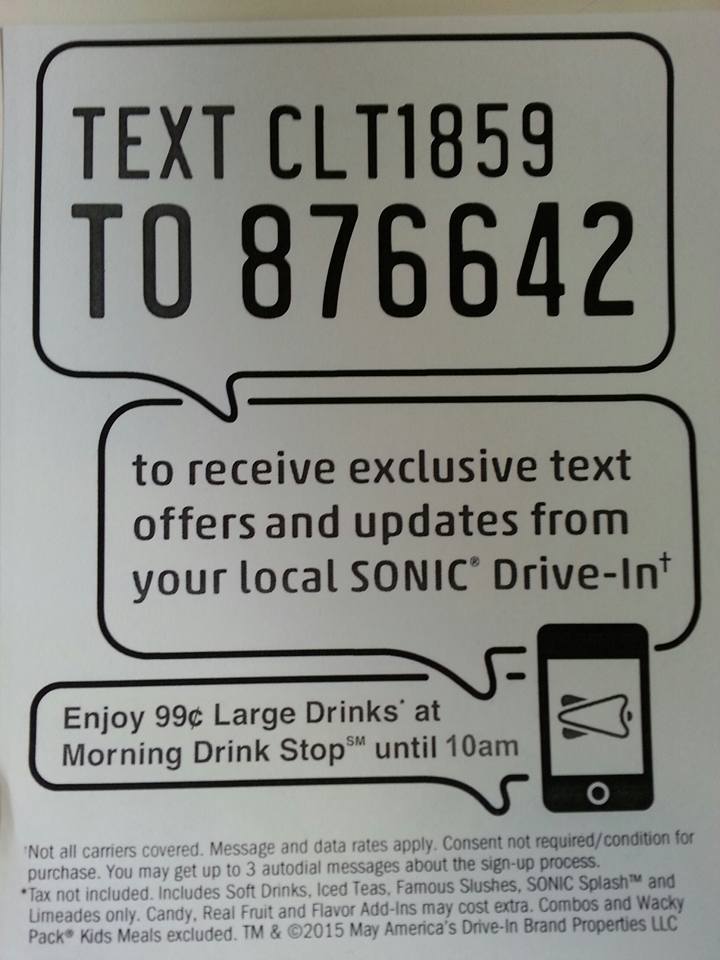 TEXT CLT1859
TO 876642
to receive exclusive text
offers and updates from
your local SONIC® Drive-In†
Enjoy 99¢ Large Drinks* at
Morning Drink Stop℠ until 10am
†Not all carriers covered. Message and data rates apply. Consent not required/condition for
purchase. You may get up to 3 autodial messages about the sign-up process.
*Tax not included. Includes Soft Drinks, Iced Teas, Famous Slushes, SONIC Splash™ and
Limeades only. Candy, Real Fruit and Flavor Add-Ins may cost extra. Combos and Wacky
Pack® Kids Meals excluded. TM & ©2015 May America's Drive-In Brand Properties LLC